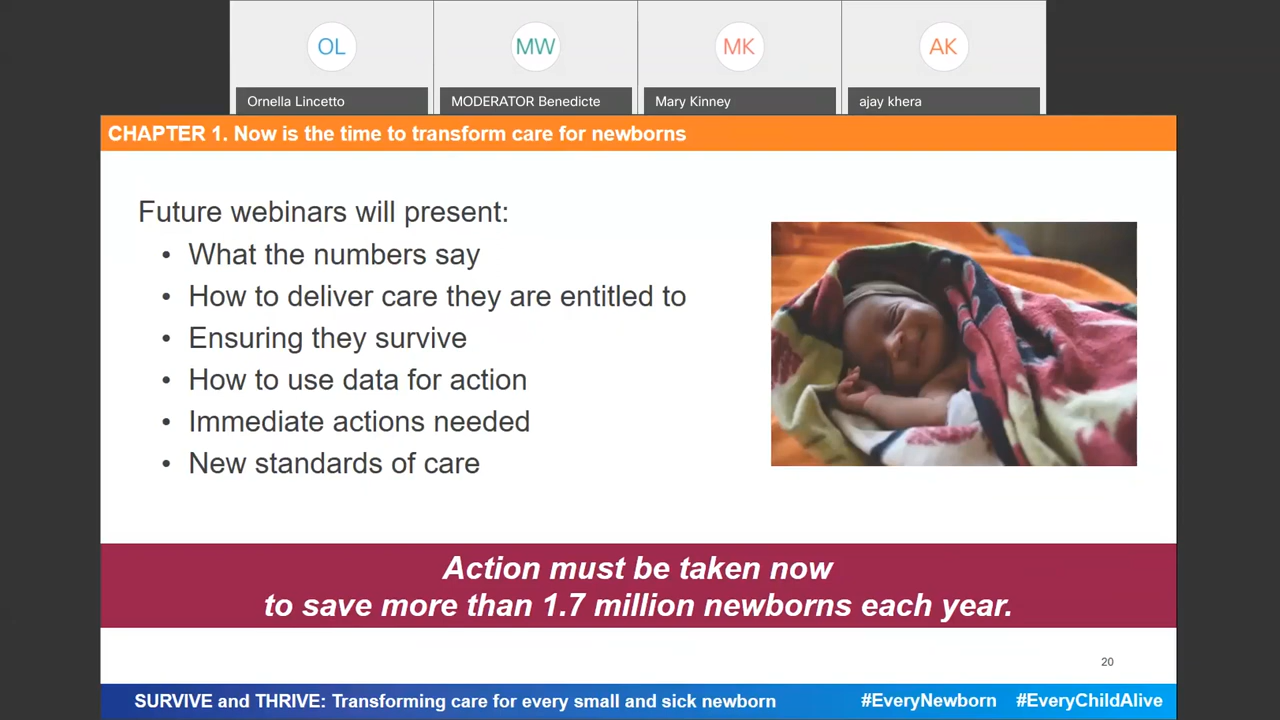 OL
MW
MK
AK
Ornella Lincetto
MODERATOR Benedicte
Mary Kinney
ajay khera
CHAPTER 1. Now is the time to transform care for newborns
Future webinars will present:
• What the numbers say
• How to deliver care they are entitled to
• Ensuring they survive
• How to use data for action
• Immediate actions needed
• New standards of care
Action must be taken now
to save more than 1.7 million newborns each year.
20
SURVIVE and THRIVE: Transforming care for every small and sick newborn
#EveryNewborn #EveryChildAlive